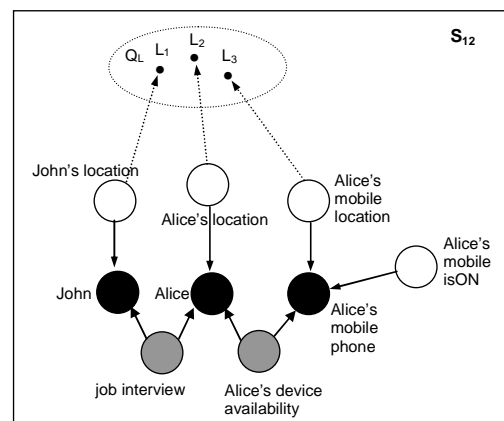 S₁₂
Q_L
L₁
L₂
L₃
John's location
Alice's location
Alice's
mobile
location
Alice's
mobile
isON
John
Alice
Alice's
mobile
phone
job interview
Alice's device
availability